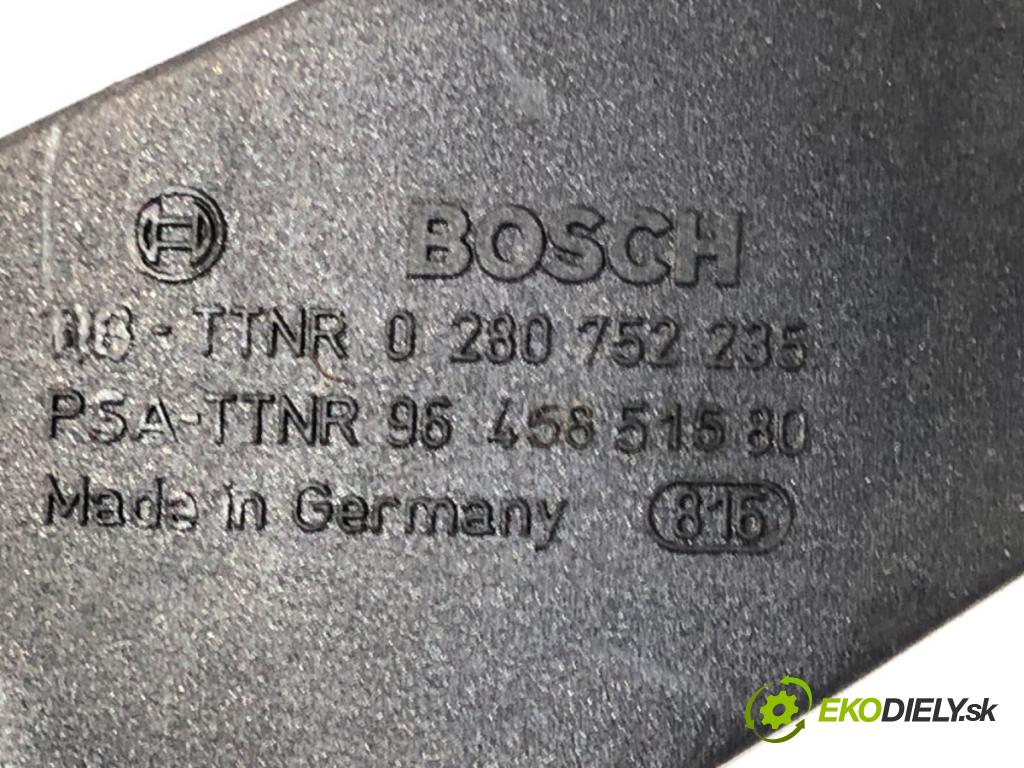 BOSCH
TTNR 0 280 752 235
PSA-TTNR 96 458 515 80
Made in Germany 816
EKODIELY.sk